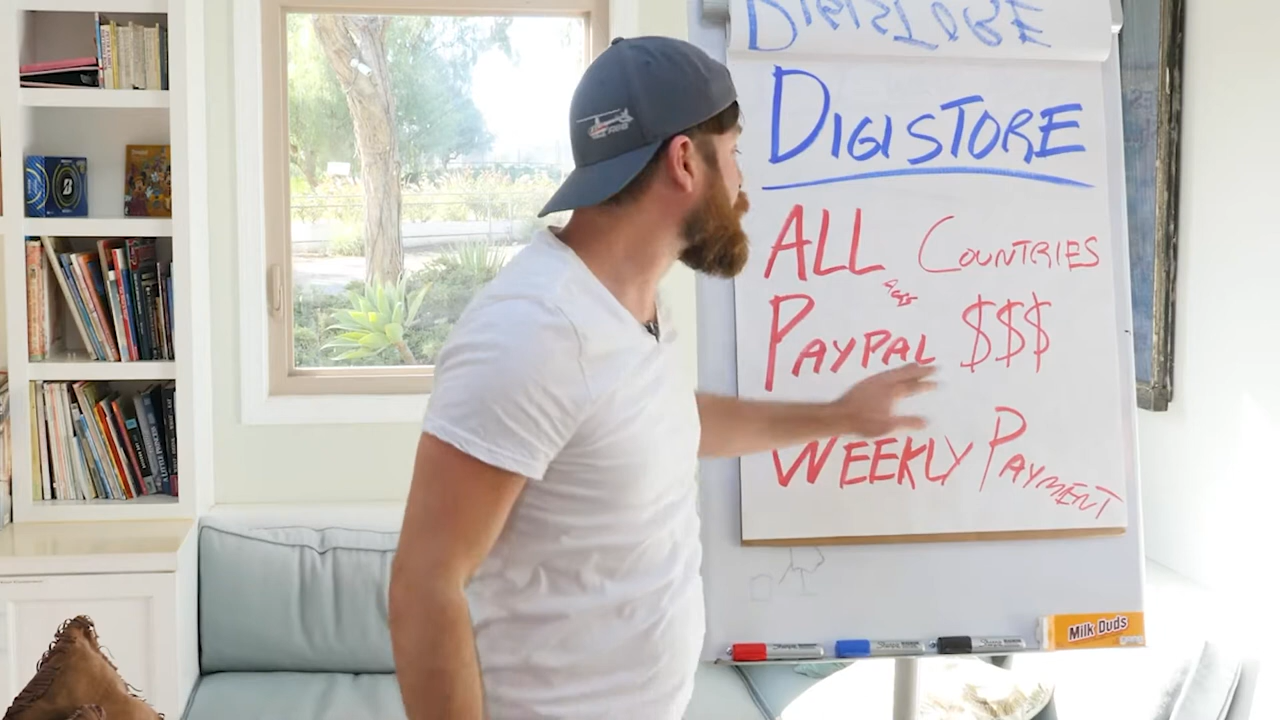 DIGISTORE
DIGISTORE
ALL COUNTRIES
PAYPAL $$$
WEEKLY PAYMENT
Milk Duds